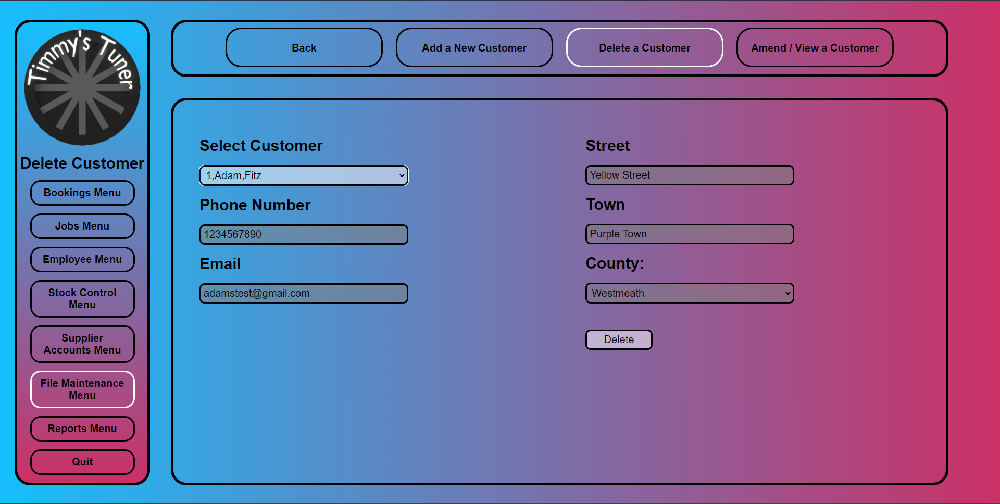 Timmy's Tuner
Delete Customer
Bookings Menu
Jobs Menu
Employee Menu
Stock Control
Menu
Supplier
Accounts Menu
File Maintenance
Menu
Reports Menu
Quit
Back
Add a New Customer
Delete a Customer
Amend / View a Customer
Select Customer
1,Adam,Fitz
Phone Number
1234567890
Email
adamstest@gmail.com
Street
Yellow Street
Town
Purple Town
County:
Westmeath
Delete